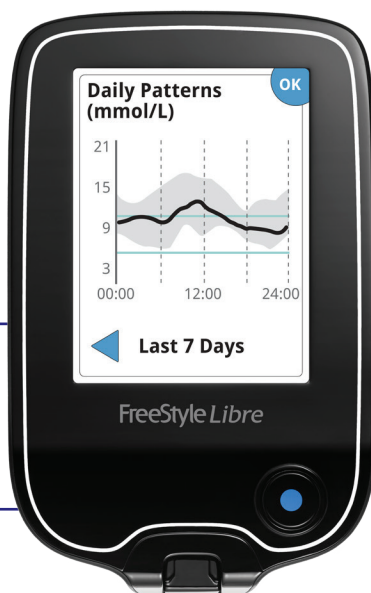 OK
Daily Patterns
(mmol/L)
21
15
9
3
00:00 12:00 24:00
Last 7 Days
FreeStyle Libre